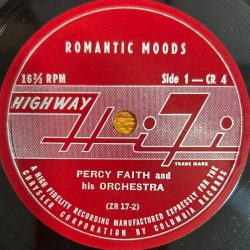 ROMANTIC MOODS
16⅔ RPM
Side 1 — CR 4
HIGHWAY
Hi Fi
TRADE MARK
PERCY FAITH and
his ORCHESTRA
(ZR 17-2)
A HIGH FIDELITY RECORDING MANUFACTURED EXPRESSLY FOR THE
CHRYSLER CORPORATION BY COLUMBIA RECORDS